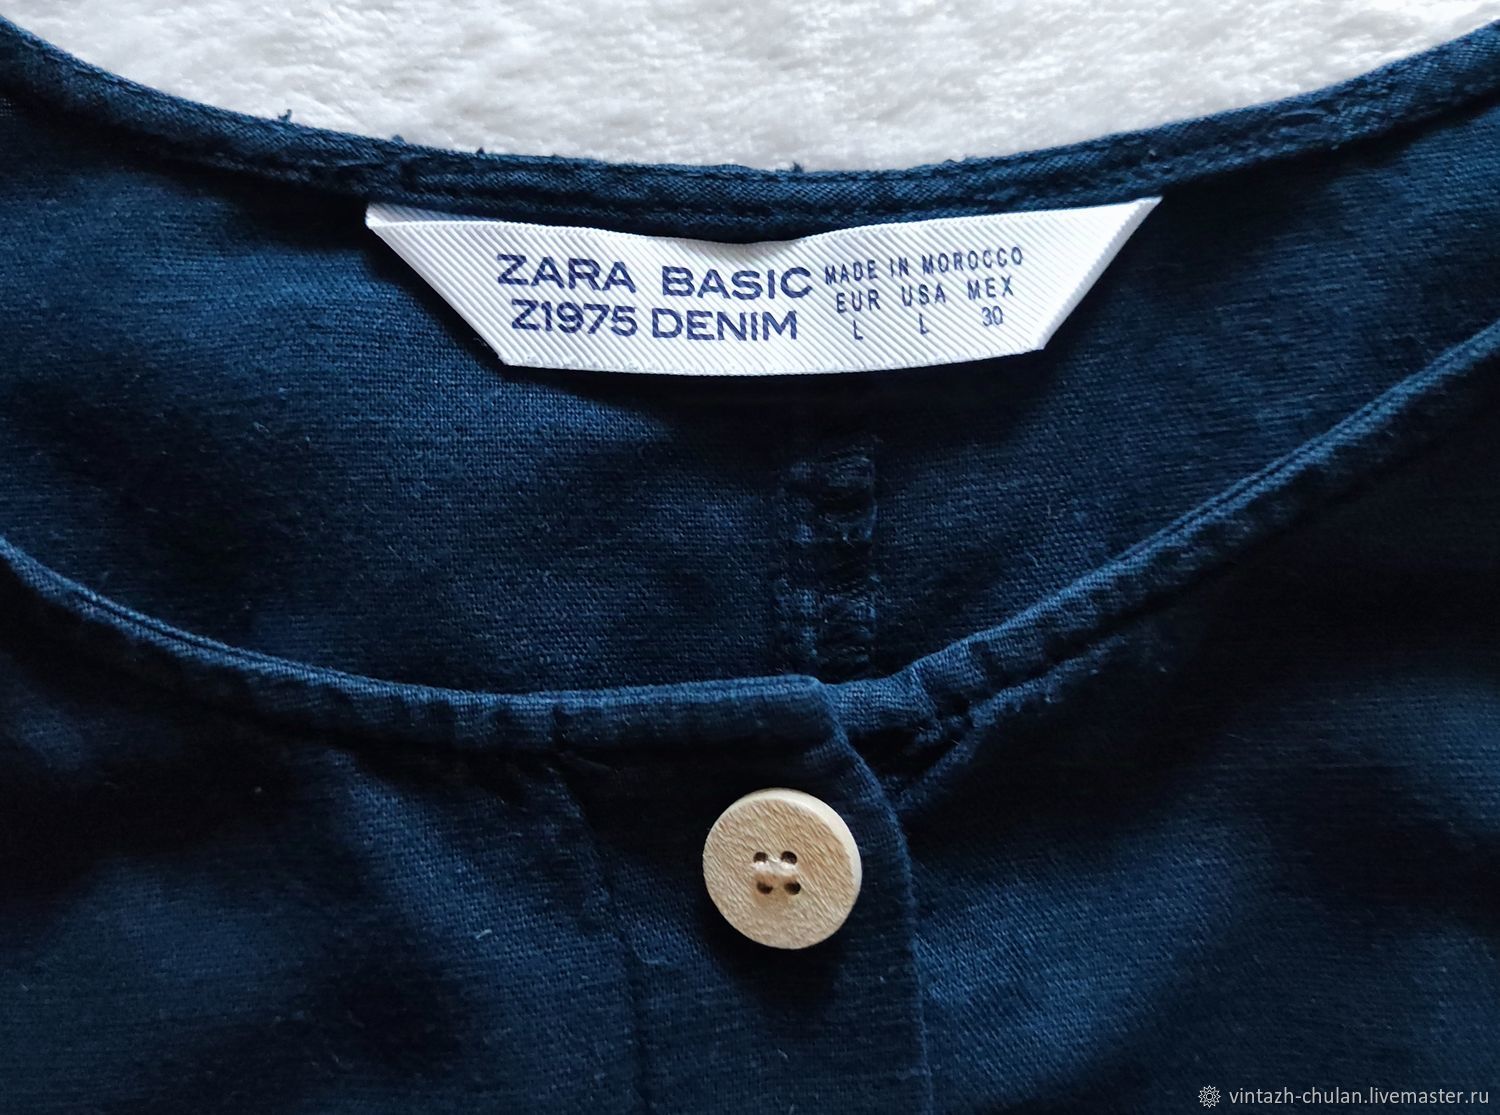 ZARA BASIC
Z1975 DENIM
MADE IN MOROCCO
EUR USA MEX
L L 30
vintazh-chulan.livemaster.ru